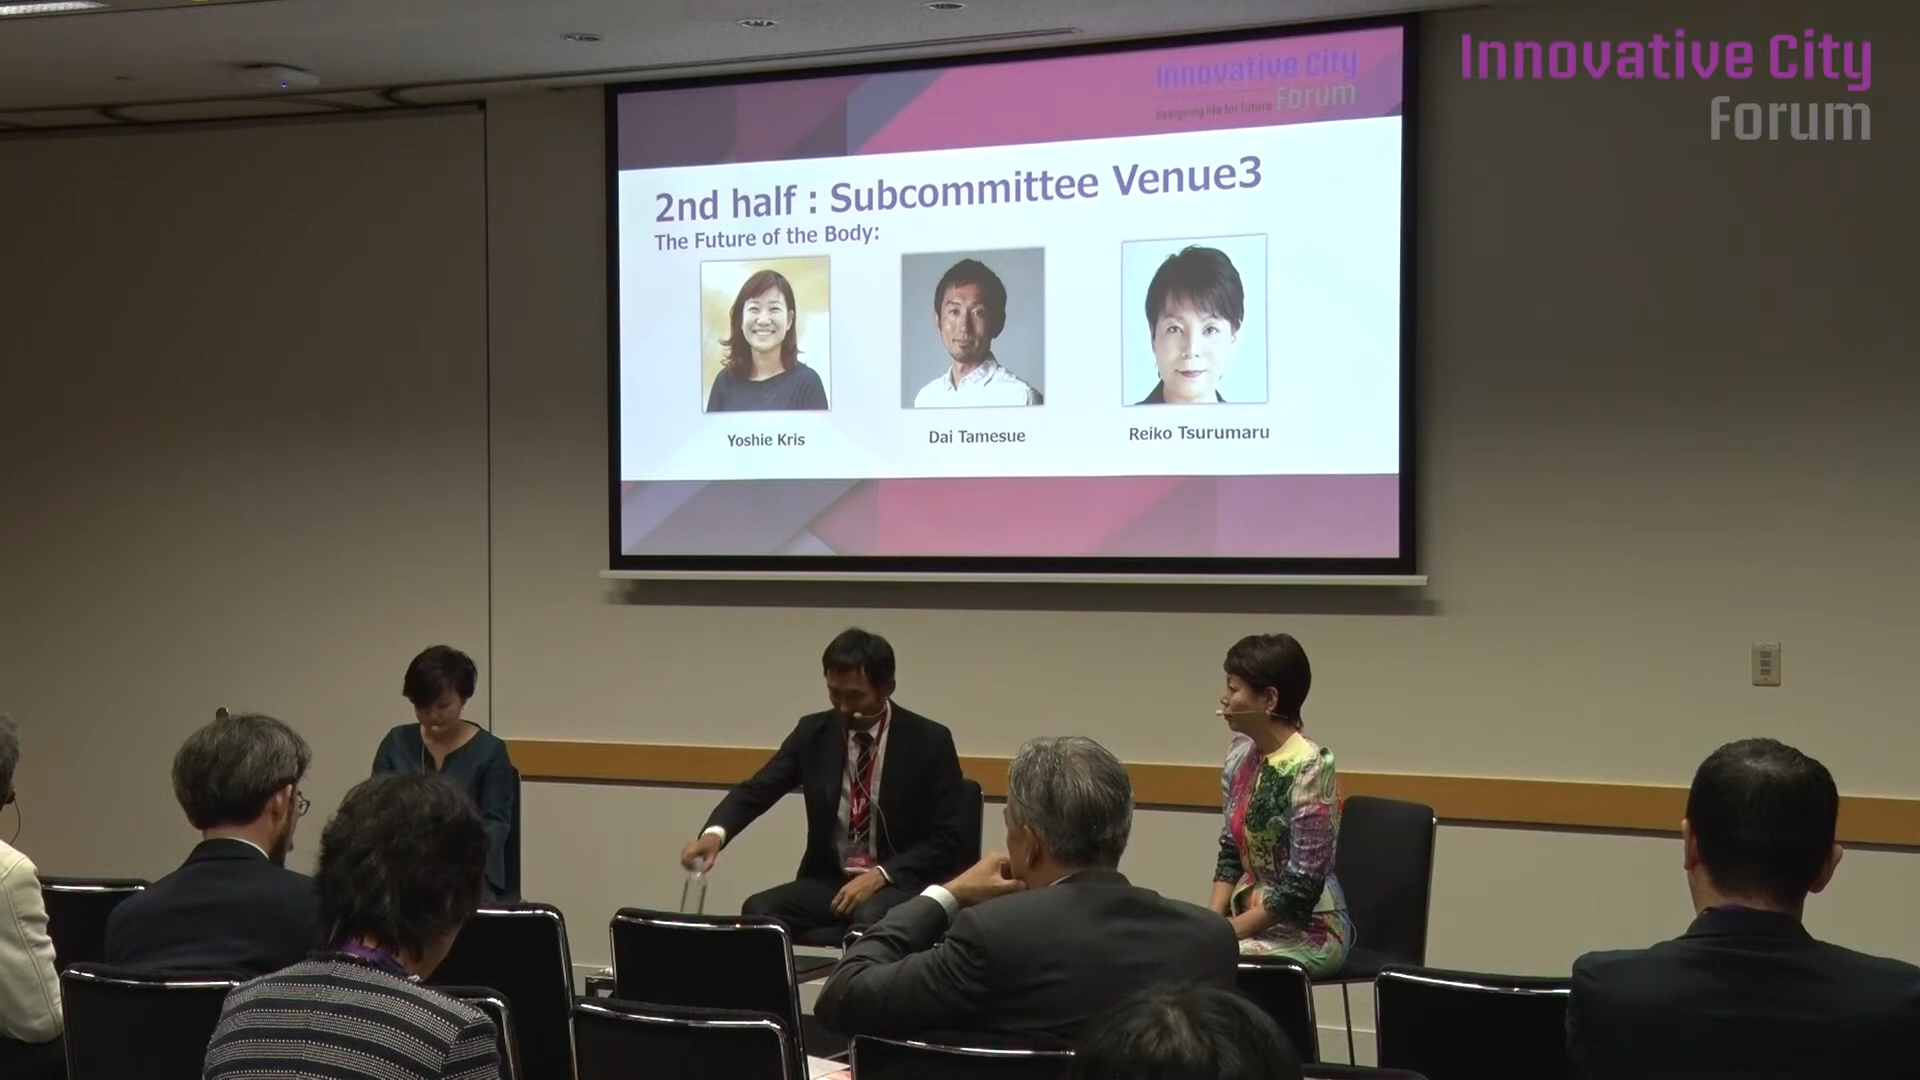 Innovative City
Forum
Innovative City
designing life for future Forum
2nd half : Subcommittee Venue3
The Future of the Body:
Yoshie Kris
Dai Tamesue
Reiko Tsurumaru